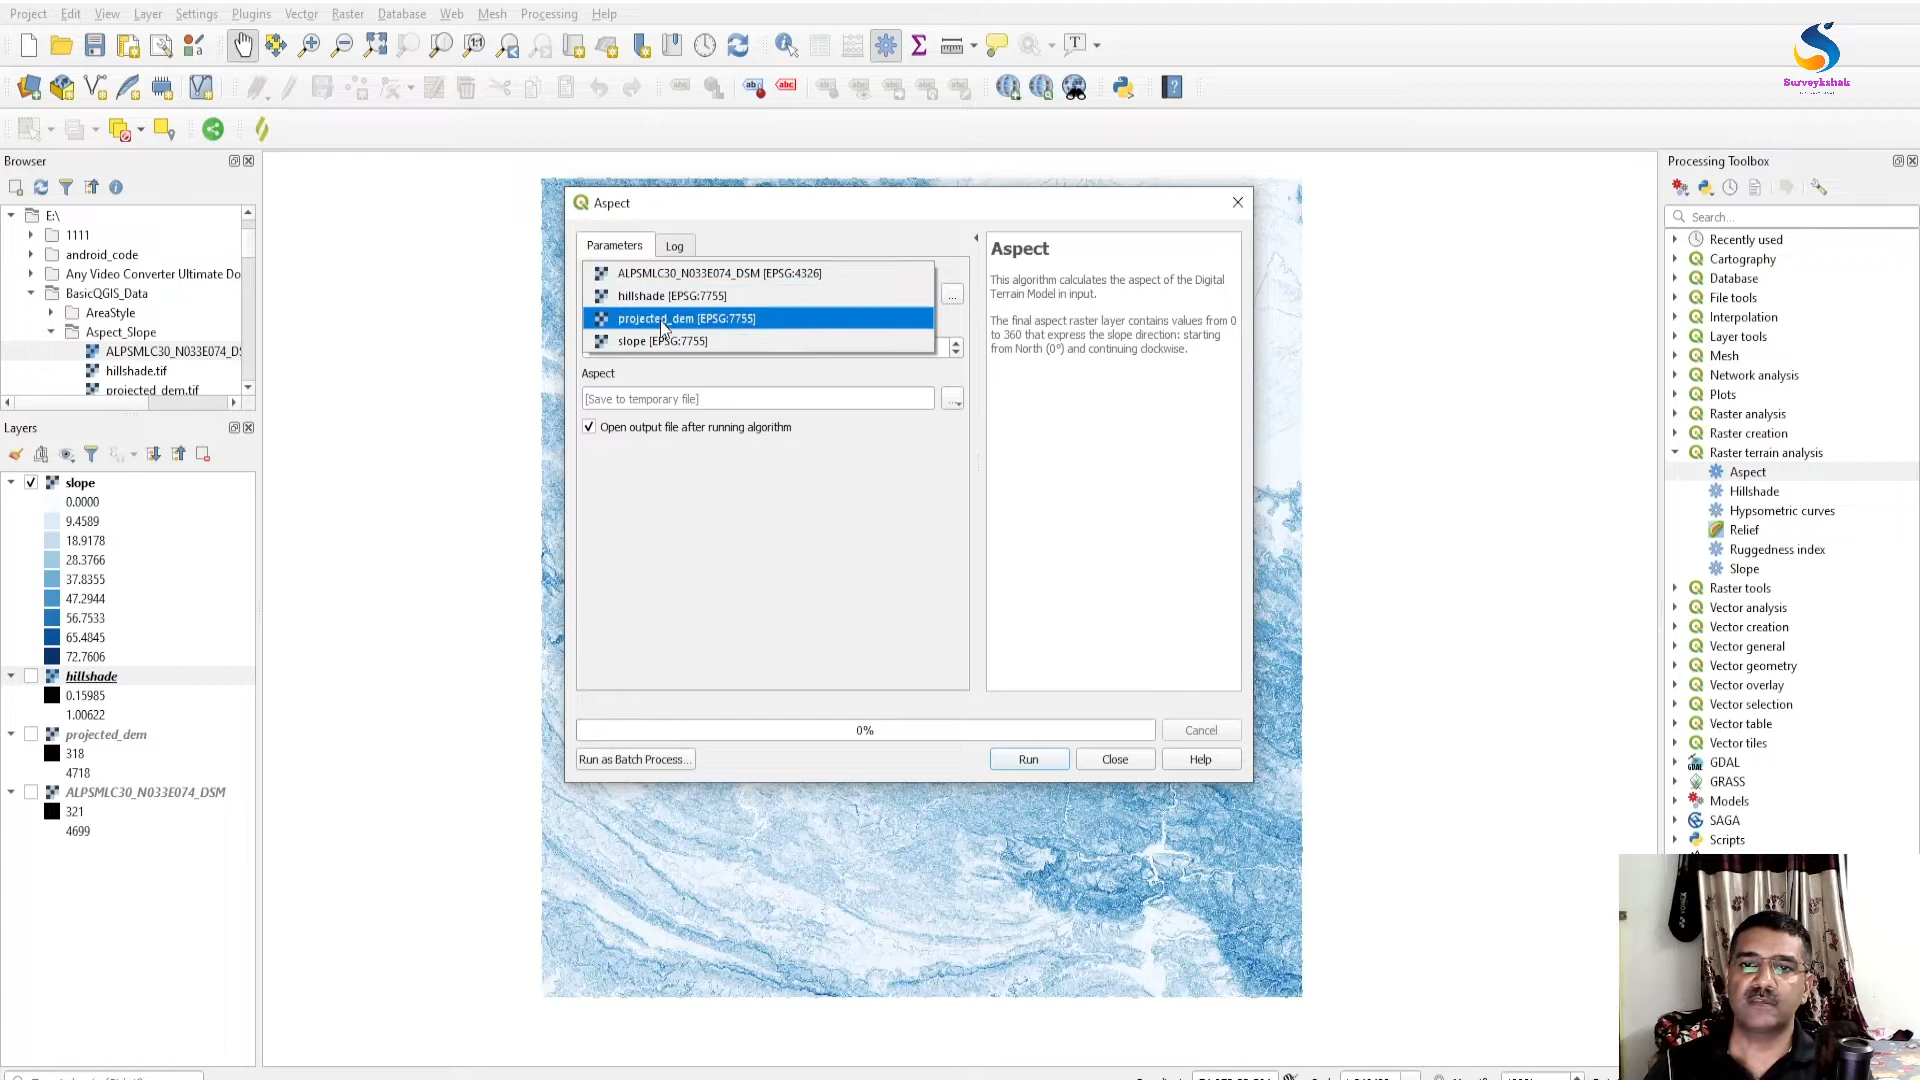 Project Edit View Layer Settings Plugins Vector Raster Database Web Mesh Processing Help
Surveykshak
Browser
E:\
1111
android_code
Any Video Converter Ultimate Do
BasicQGIS_Data
AreaStyle
Aspect_Slope
ALPSMLC30_N033E074_DS
hillshade.tif
projected_dem.tif
Layers
slope
0.0000
9.4589
18.9178
28.3766
37.8355
47.2944
56.7533
65.4845
72.7606
hillshade
0.15985
1.00622
projected_dem
318
4718
ALPSMLC30_N033E074_DSM
321
4699
Aspect
Parameters Log
ALPSMLC30_N033E074_DSM [EPSG:4326]
hillshade [EPSG:7755]
projected_dem [EPSG:7755]
slope [EPSG:7755]
Aspect
[Save to temporary file]
Open output file after running algorithm
Aspect
This algorithm calculates the aspect of the Digital
Terrain Model in input.
The final aspect raster layer contains values from 0
to 360 that express the slope direction: starting
from North (0°) and continuing clockwise.
0%
Cancel
Run as Batch Process...
Run
Close
Help
Processing Toolbox
Search...
Recently used
Cartography
Database
File tools
Interpolation
Layer tools
Mesh
Network analysis
Plots
Raster analysis
Raster creation
Raster terrain analysis
Aspect
Hillshade
Hypsometric curves
Relief
Ruggedness index
Slope
Raster tools
Vector analysis
Vector creation
Vector general
Vector geometry
Vector overlay
Vector selection
Vector table
Vector tiles
GDAL
GRASS
Models
SAGA
Scripts